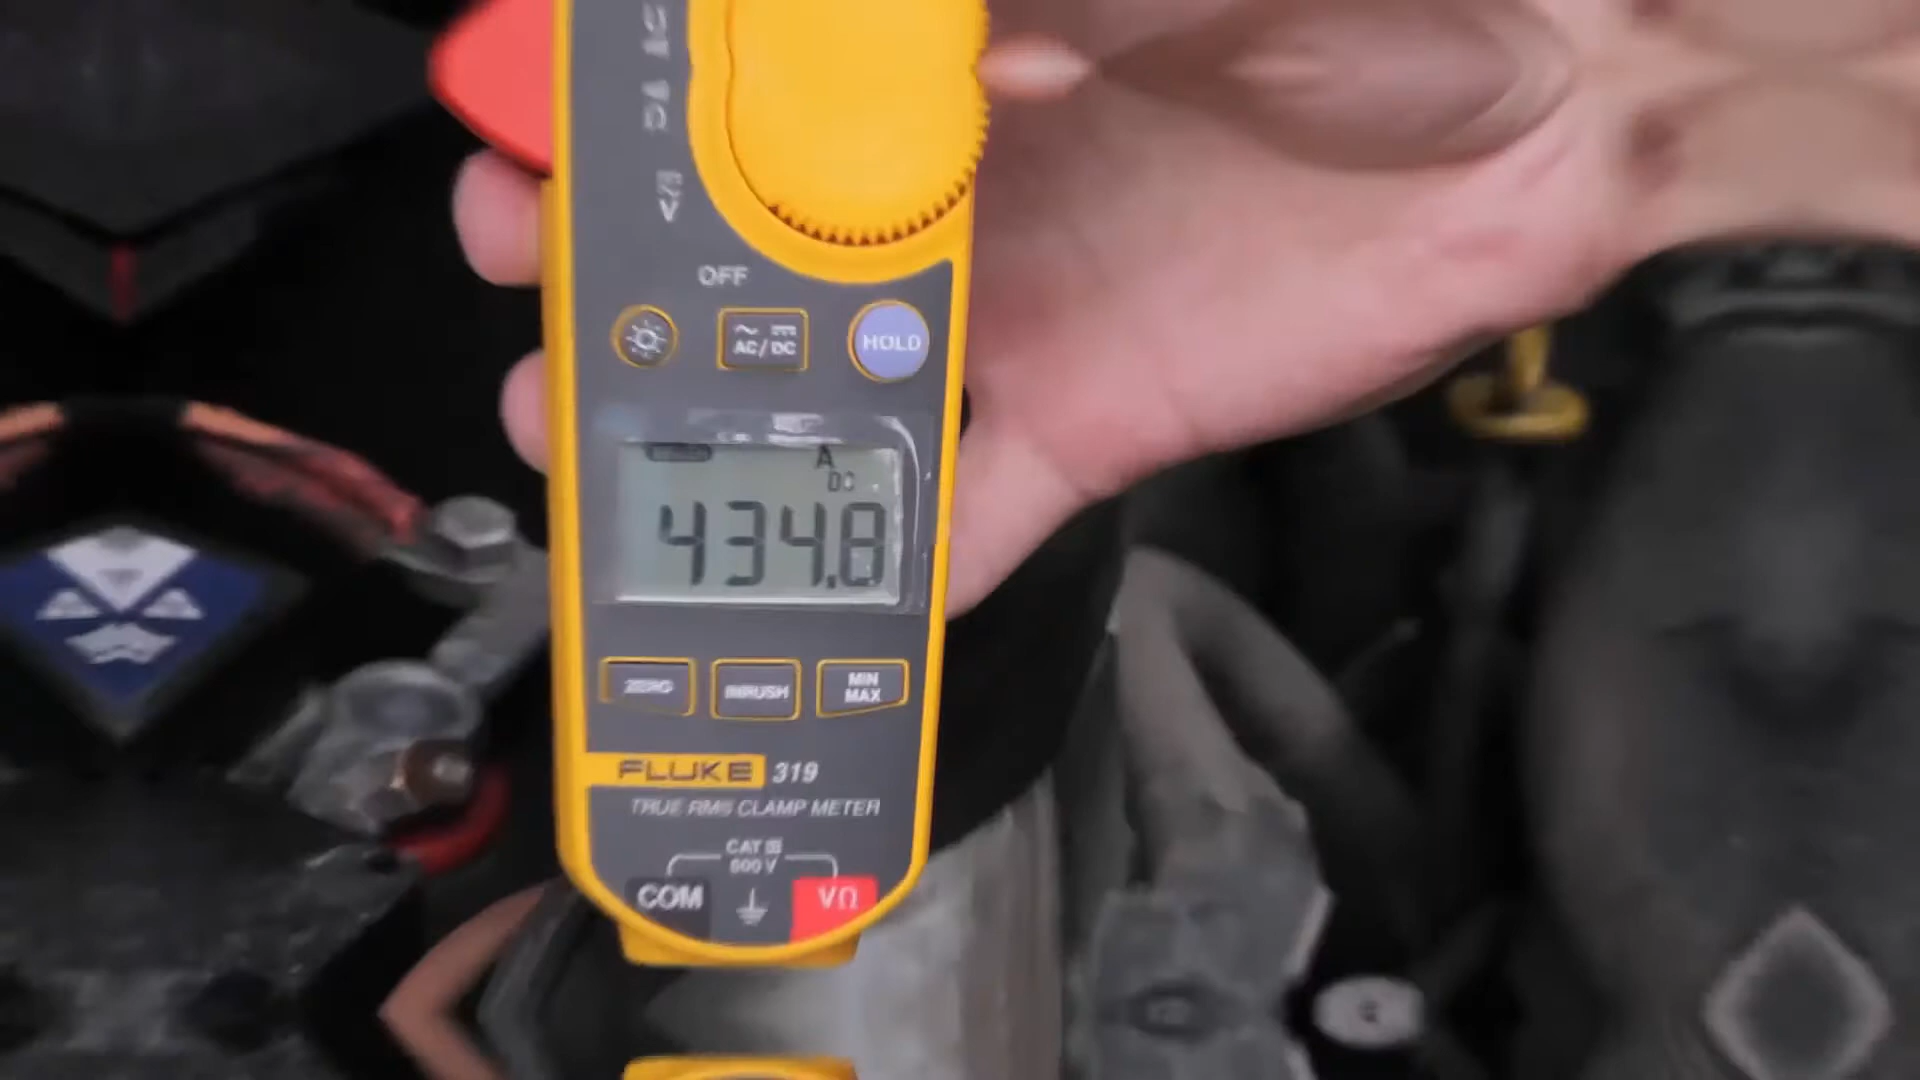 V
OFF
AC/DC
HOLD
A
DC
434.8
ZERO
INRUSH
MIN
MAX
FLUKE 319
TRUE RMS CLAMP METER
CAT III
600 V
COM
VΩ